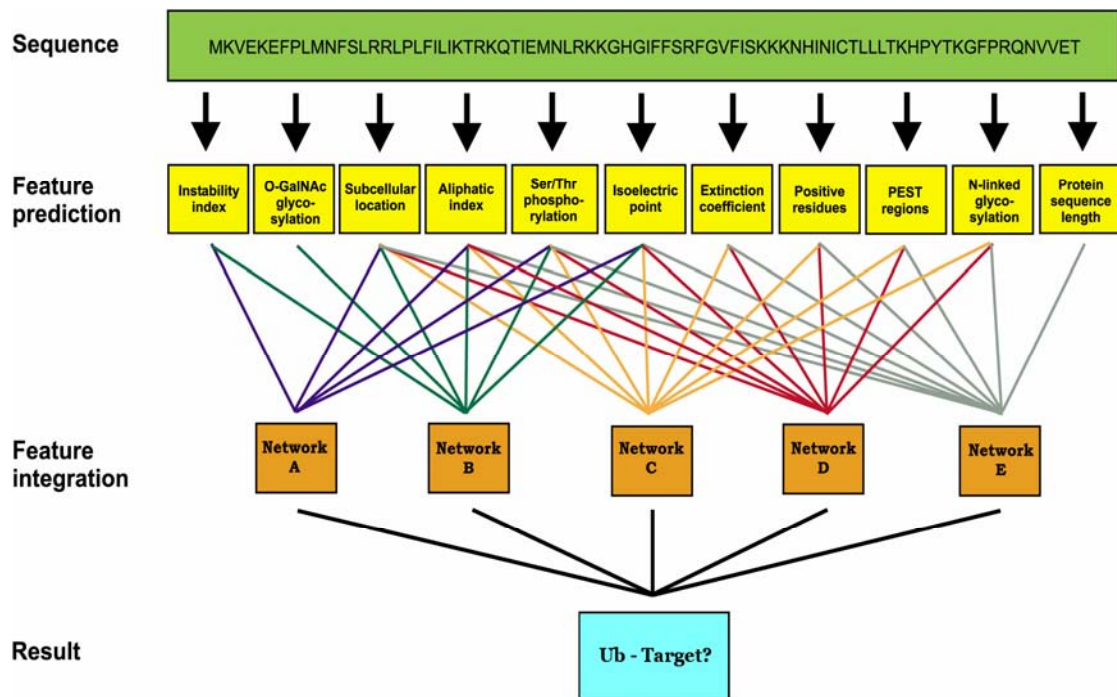 Sequence
MKVEKEFPLMNFSLRRLPLFILIKTRKQTIEMNLRKKGHGIFFSRFGVFISKKKNHINICTLLLTKHPYTKGFPRQNVVET
Feature
prediction
Instability
index
O-GalNAc
glyco-
sylation
Subcellular
location
Aliphatic
index
Ser/Thr
phospho-
rylation
Isoelectric
point
Extinction
coefficient
Positive
residues
PEST
regions
N-linked
glyco-
sylation
Protein
sequence
length
Feature
integration
Network
A
Network
B
Network
C
Network
D
Network
E
Result
Ub - Target?